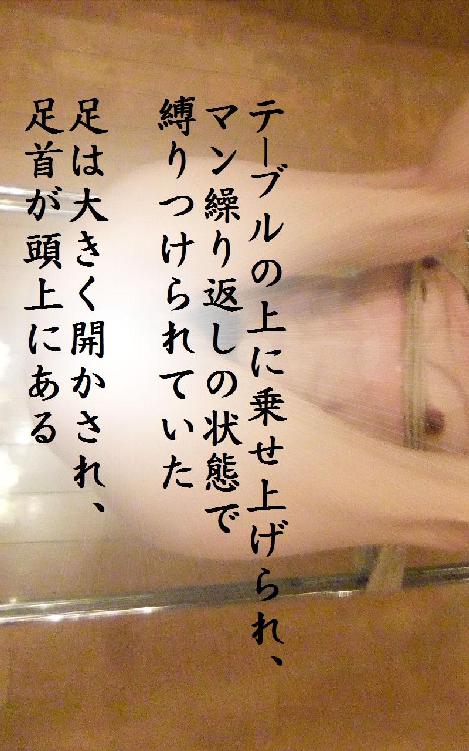 テーブルの上に乗せ上げられ、
マン繰り返しの状態で
縛りつけられていた
足は大きく開かされ、
足首が頭上にある